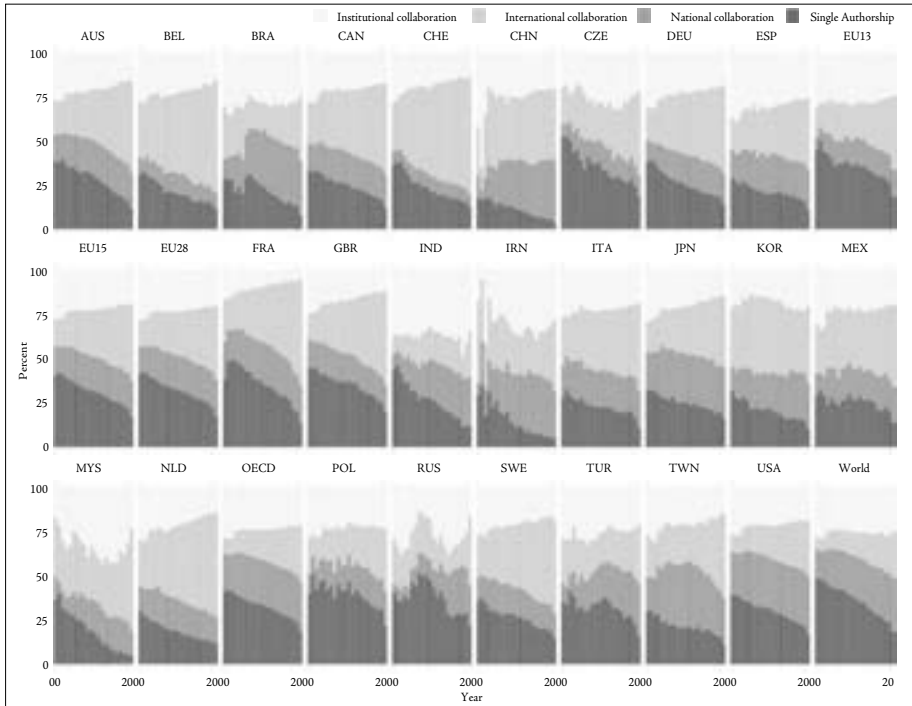 Institutional collaboration International collaboration National collaboration Single Authorship
AUS BEL BRA CAN CHE CHN CZE DEU ESP EU13
100
75
50
25
0
EU15 EU28 FRA GBR IND IRN ITA JPN KOR MEX
100
75
Percent
50
25
0
MYS NLD OECD POL RUS SWE TUR TWN USA World
100
75
50
25
0
00 2000 2000 2000 2000 2000 2000 2000 2000 2000 20
Year